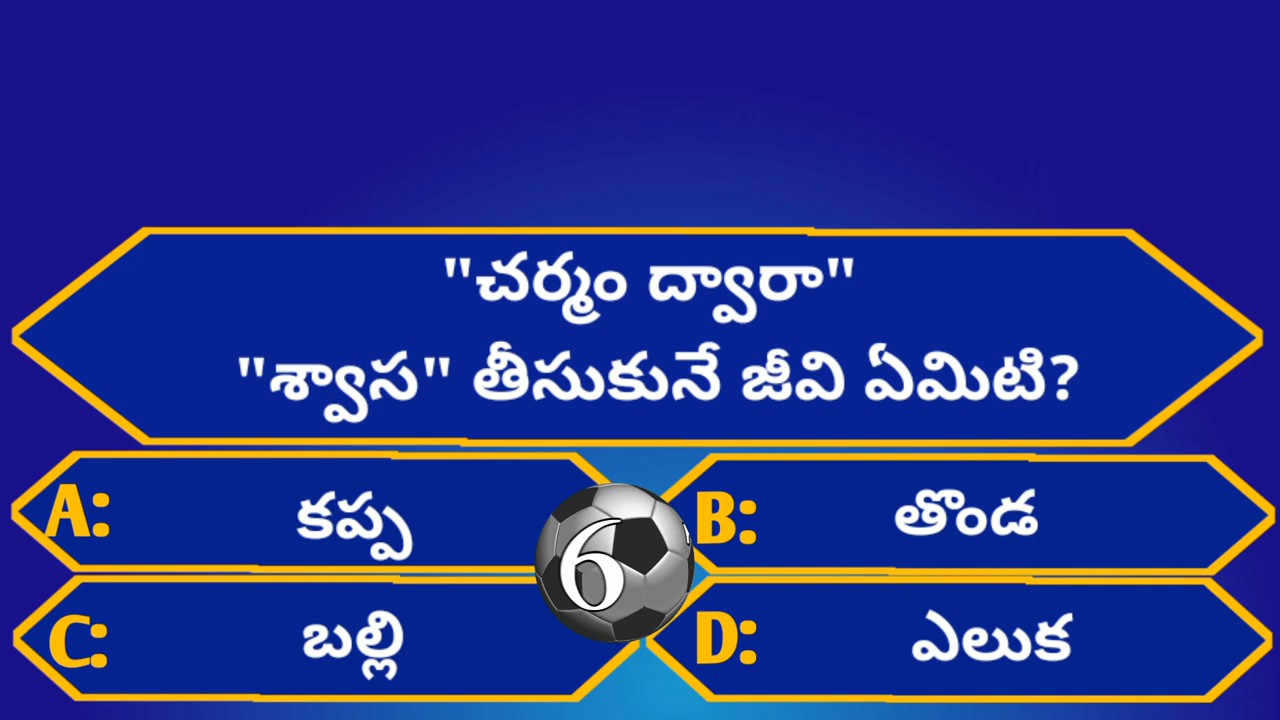 "చర్మం ద్వారా"
"శ్వాస" తీసుకునే జీవి ఏమిటి?
A: కప్ప
B: తొండ
C: బల్లి
D: ఎలుక
6